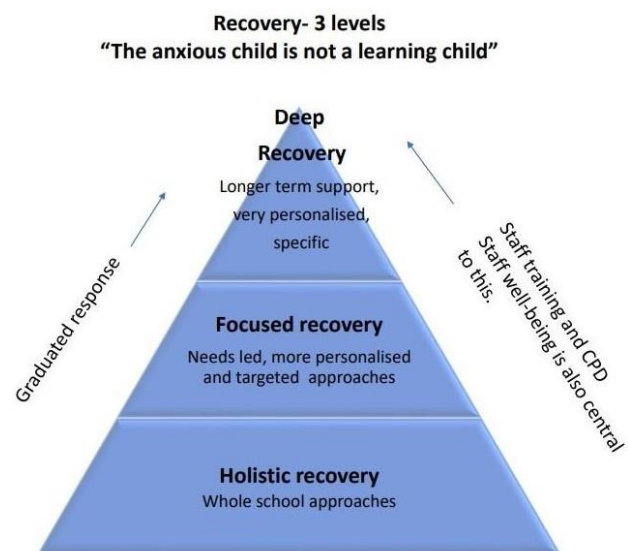 Recovery- 3 levels
“The anxious child is not a learning child”
Deep
Recovery
Longer term support,
very personalised,
specific
Graduated response
Staff training and CPD
Staff well-being is also central
to this.
Focused recovery
Needs led, more personalised
and targeted approaches
Holistic recovery
Whole school approaches